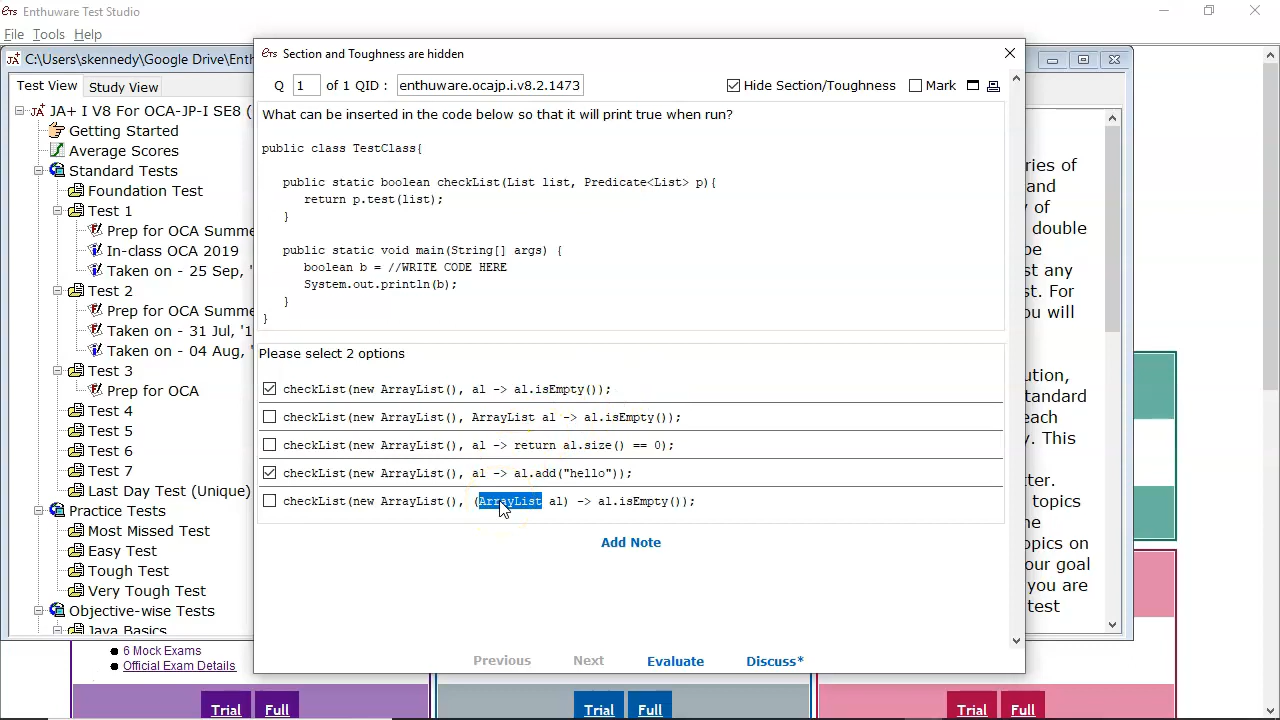 ETS Enthuware Test Studio
File Tools Help
C:\Users\skennedy\Google Drive\Enth
Test View Study View
JA+ I V8 For OCA-JP-I SE8 (
Getting Started
Average Scores
Standard Tests
Foundation Test
Test 1
Prep for OCA Summe
In-class OCA 2019
Taken on - 25 Sep, '
Test 2
Prep for OCA Summe
Taken on - 31 Jul, '1
Taken on - 04 Aug, '
Test 3
Prep for OCA
Test 4
Test 5
Test 6
Test 7
Last Day Test (Unique)
Practice Tests
Most Missed Test
Easy Test
Tough Test
Very Tough Test
Objective-wise Tests
Java Basics
6 Mock Exams
Official Exam Details
ETS Section and Toughness are hidden
Q 1 of 1 QID : enthuware.ocajp.i.v8.2.1473 Hide Section/Toughness Mark
What can be inserted in the code below so that it will print true when run?
public class TestClass{
public static boolean checkList(List list, Predicate<List> p){
return p.test(list);
}
public static void main(String[] args) {
boolean b = //WRITE CODE HERE
System.out.println(b);
}
}
Please select 2 options
checkList(new ArrayList(), al -> al.isEmpty());
checkList(new ArrayList(), ArrayList al -> al.isEmpty());
checkList(new ArrayList(), al -> return al.size() == 0);
checkList(new ArrayList(), al -> al.add("hello"));
checkList(new ArrayList(), (ArrayList al) -> al.isEmpty());
Add Note
Previous Next Evaluate Discuss*
ries of
and
y of
double
be
st any
st. For
ou will
ution,
tandard
each
y. This
tter.
topics
he
opics on
our goal
you are
test
Trial Full
Trial Full
Trial Full